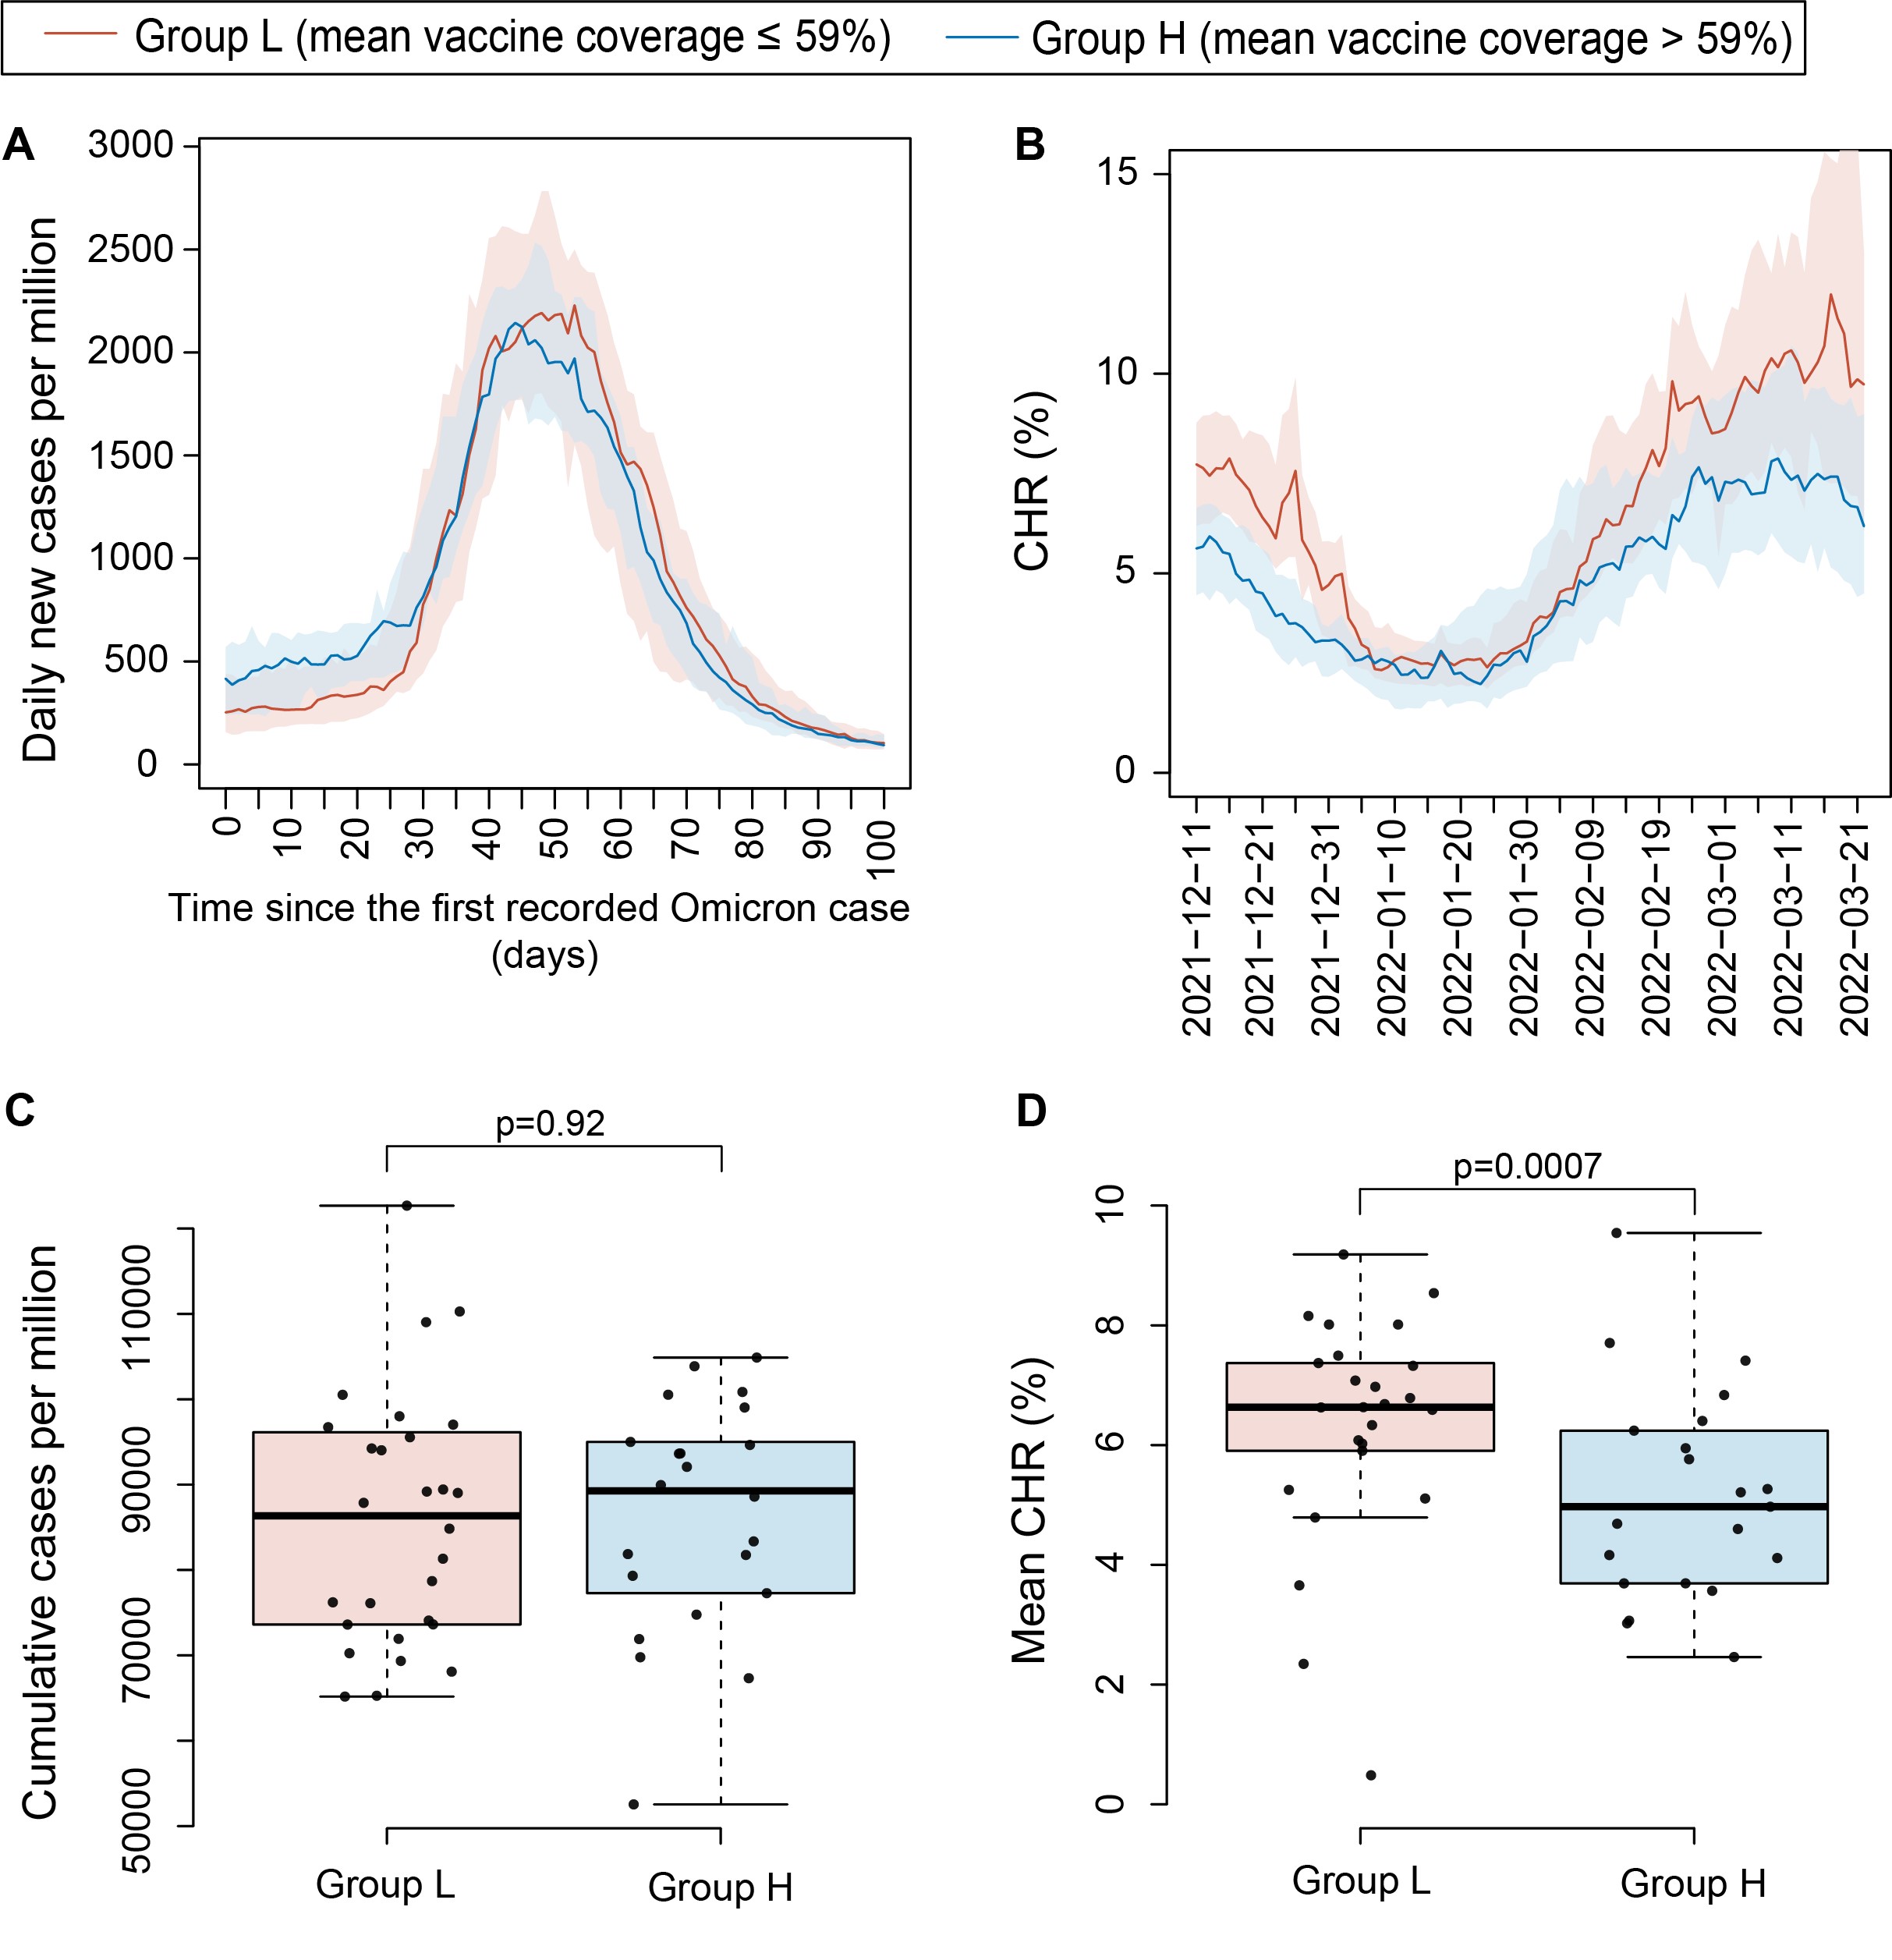 Group L (mean vaccine coverage ≤ 59%)
Group H (mean vaccine coverage > 59%)
A
3000
2500
2000
1500
1000
500
0
Daily new cases per million
0
10
20
30
40
50
60
70
80
90
100
Time since the first recorded Omicron case
(days)
B
15
10
5
0
CHR (%)
2021−12−11
2021−12−21
2021−12−31
2022−01−10
2022−01−20
2022−01−30
2022−02−09
2022−02−19
2022−03−01
2022−03−11
2022−03−21
C
p=0.92
110000
90000
70000
50000
Cumulative cases per million
Group L
Group H
D
p=0.0007
10
8
6
4
2
0
Mean CHR (%)
Group L
Group H